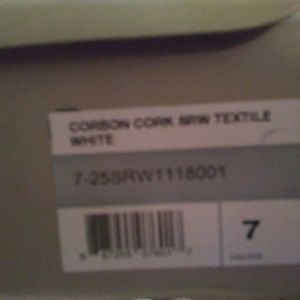 CORBON CORK SRW TEXTILE
WHITE
7-25SRW1118001
7